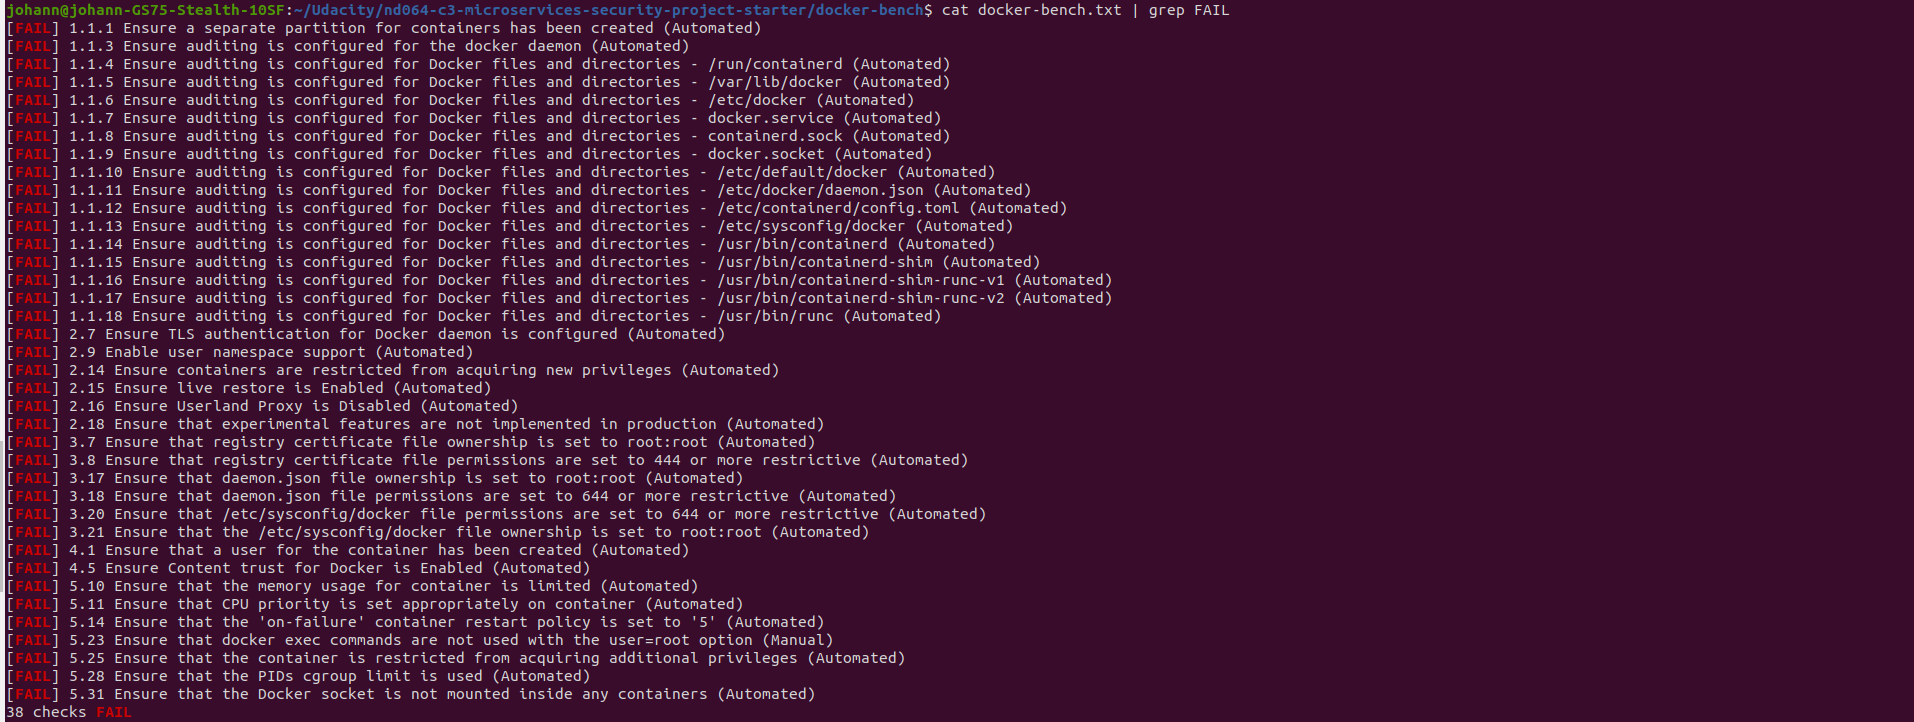 johann@johann-GS75-Stealth-10SF:~/Udacity/nd064-c3-microservices-security-project-starter/docker-bench$ cat docker-bench.txt | grep FAIL
[FAIL] 1.1.1 Ensure a separate partition for containers has been created (Automated)
[FAIL] 1.1.3 Ensure auditing is configured for the docker daemon (Automated)
[FAIL] 1.1.4 Ensure auditing is configured for Docker files and directories - /run/containerd (Automated)
[FAIL] 1.1.5 Ensure auditing is configured for Docker files and directories - /var/lib/docker (Automated)
[FAIL] 1.1.6 Ensure auditing is configured for Docker files and directories - /etc/docker (Automated)
[FAIL] 1.1.7 Ensure auditing is configured for Docker files and directories - docker.service (Automated)
[FAIL] 1.1.8 Ensure auditing is configured for Docker files and directories - containerd.sock (Automated)
[FAIL] 1.1.9 Ensure auditing is configured for Docker files and directories - docker.socket (Automated)
[FAIL] 1.1.10 Ensure auditing is configured for Docker files and directories - /etc/default/docker (Automated)
[FAIL] 1.1.11 Ensure auditing is configured for Docker files and directories - /etc/docker/daemon.json (Automated)
[FAIL] 1.1.12 Ensure auditing is configured for Docker files and directories - /etc/containerd/config.toml (Automated)
[FAIL] 1.1.13 Ensure auditing is configured for Docker files and directories - /etc/sysconfig/docker (Automated)
[FAIL] 1.1.14 Ensure auditing is configured for Docker files and directories - /usr/bin/containerd (Automated)
[FAIL] 1.1.15 Ensure auditing is configured for Docker files and directories - /usr/bin/containerd-shim (Automated)
[FAIL] 1.1.16 Ensure auditing is configured for Docker files and directories - /usr/bin/containerd-shim-runc-v1 (Automated)
[FAIL] 1.1.17 Ensure auditing is configured for Docker files and directories - /usr/bin/containerd-shim-runc-v2 (Automated)
[FAIL] 1.1.18 Ensure auditing is configured for Docker files and directories - /usr/bin/runc (Automated)
[FAIL] 2.7 Ensure TLS authentication for Docker daemon is configured (Automated)
[FAIL] 2.9 Enable user namespace support (Automated)
[FAIL] 2.14 Ensure containers are restricted from acquiring new privileges (Automated)
[FAIL] 2.15 Ensure live restore is Enabled (Automated)
[FAIL] 2.16 Ensure Userland Proxy is Disabled (Automated)
[FAIL] 2.18 Ensure that experimental features are not implemented in production (Automated)
[FAIL] 3.7 Ensure that registry certificate file ownership is set to root:root (Automated)
[FAIL] 3.8 Ensure that registry certificate file permissions are set to 444 or more restrictive (Automated)
[FAIL] 3.17 Ensure that daemon.json file ownership is set to root:root (Automated)
[FAIL] 3.18 Ensure that daemon.json file permissions are set to 644 or more restrictive (Automated)
[FAIL] 3.20 Ensure that /etc/sysconfig/docker file permissions are set to 644 or more restrictive (Automated)
[FAIL] 3.21 Ensure that the /etc/sysconfig/docker file ownership is set to root:root (Automated)
[FAIL] 4.1 Ensure that a user for the container has been created (Automated)
[FAIL] 4.5 Ensure Content trust for Docker is Enabled (Automated)
[FAIL] 5.10 Ensure that the memory usage for container is limited (Automated)
[FAIL] 5.11 Ensure that CPU priority is set appropriately on container (Automated)
[FAIL] 5.14 Ensure that the 'on-failure' container restart policy is set to '5' (Automated)
[FAIL] 5.23 Ensure that docker exec commands are not used with the user=root option (Manual)
[FAIL] 5.25 Ensure that the container is restricted from acquiring additional privileges (Automated)
[FAIL] 5.28 Ensure that the PIDs cgroup limit is used (Automated)
[FAIL] 5.31 Ensure that the Docker socket is not mounted inside any containers (Automated)
38 checks FAIL